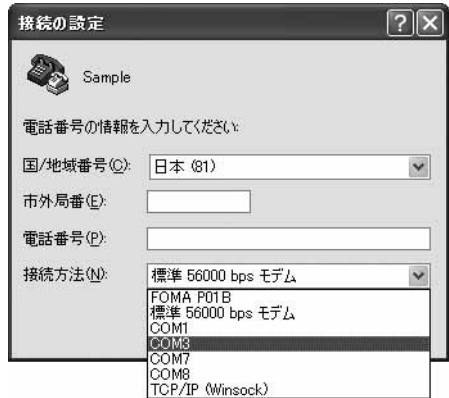 接続の設定
Sample
電話番号の情報を入力してください:
国/地域番号(C): 日本 (81)
市外局番(E):
電話番号(P):
接続方法(N): 標準 56000 bps モデム
FOMA P01B
標準 56000 bps モデム
COM1
COM3
COM7
COM8
TCP/IP (Winsock)